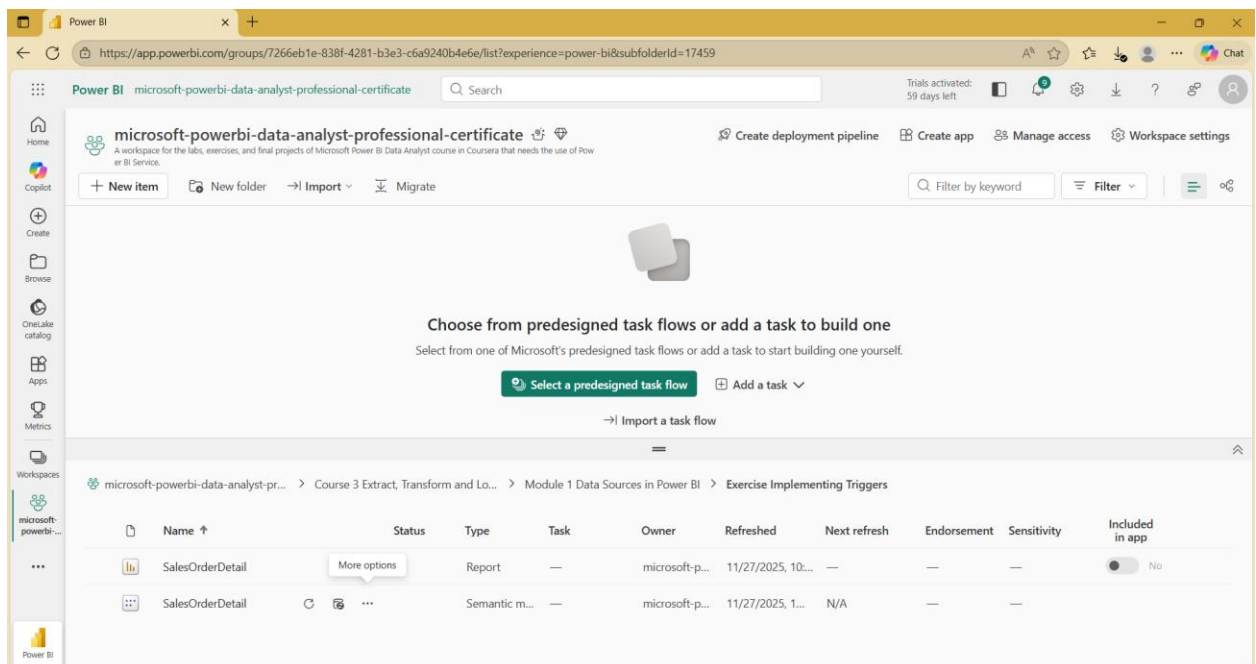 Power BI
https://app.powerbi.com/groups/7266eb1e-838f-4281-b3e3-c6a9240b4e6e/list?experience=power-bi&subfolderId=17459
Chat
Power BI microsoft-powerbi-data-analyst-professional-certificate
Search
Trials activated:
59 days left
9
?
Home
Copilot
Create
Browse
OneLake
catalog
Apps
Metrics
Workspaces
microsoft-
powerbi-...
Power BI
microsoft-powerbi-data-analyst-professional-certificate
A workspace for the labs, exercises, and final projects of Microsoft Power BI Data Analyst course in Coursera that needs the use of Pow
er BI Service.
Create deployment pipeline
Create app
Manage access
Workspace settings
New item
New folder
Import
Migrate
Filter by keyword
Filter
Choose from predesigned task flows or add a task to build one
Select from one of Microsoft's predesigned task flows or add a task to start building one yourself.
Select a predesigned task flow
Add a task
Import a task flow
microsoft-powerbi-data-analyst-pr... > Course 3 Extract, Transform and Lo... > Module 1 Data Sources in Power BI > Exercise Implementing Triggers
Name Status Type Task Owner Refreshed Next refresh Endorsement Sensitivity Included
in app
SalesOrderDetail Report — microsoft-p... 11/27/2025, 10:... — — — No
More options
SalesOrderDetail ... Semantic m... — microsoft-p... 11/27/2025, 1... N/A — —